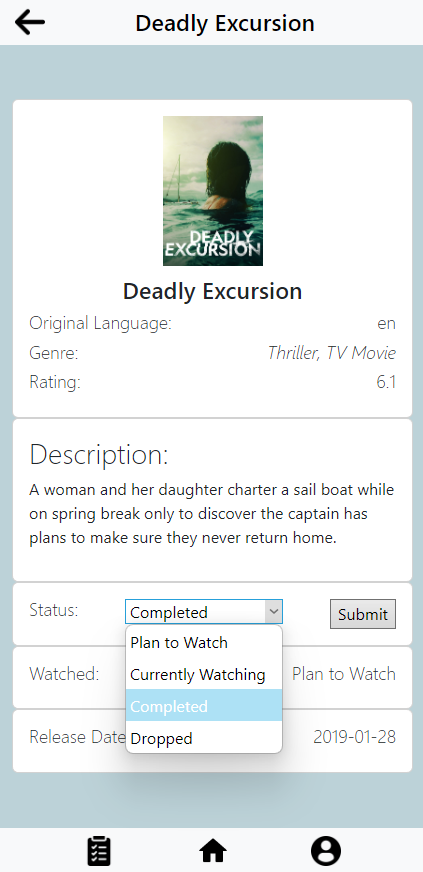 Deadly Excursion
DEADLY
EXCURSION
Deadly Excursion
Original Language: en
Genre: Thriller, TV Movie
Rating: 6.1
Description:
A woman and her daughter charter a sail boat while
on spring break only to discover the captain has
plans to make sure they never return home.
Status: Completed Submit
Plan to Watch
Currently Watching
Watched: Plan to Watch
Completed
Release Date 2019-01-28
Dropped